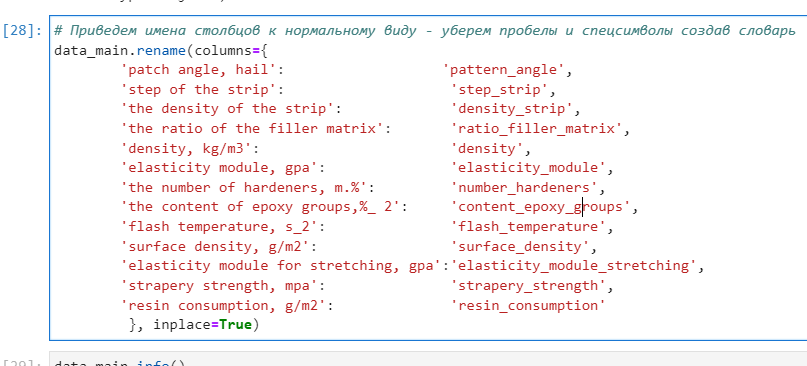 [28]: # Приведем имена столбцов к нормальному виду - уберем пробелы и спецсимволы создав словарь
data_main.rename(columns={
'patch angle, hail': 'pattern_angle',
'step of the strip': 'step_strip',
'the density of the strip': 'density_strip',
'the ratio of the filler matrix': 'ratio_filler_matrix',
'density, kg/m3': 'density',
'elasticity module, gpa': 'elasticity_module',
'the number of hardeners, m.%': 'number_hardeners',
'the content of epoxy groups,%_ 2': 'content_epoxy_groups',
'flash temperature, s_2': 'flash_temperature',
'surface density, g/m2': 'surface_density',
'elasticity module for stretching, gpa':'elasticity_module_stretching',
'strapery strength, mpa': 'strapery_strength',
'resin consumption, g/m2': 'resin_consumption'
}, inplace=True)
[29]: data_main.info()